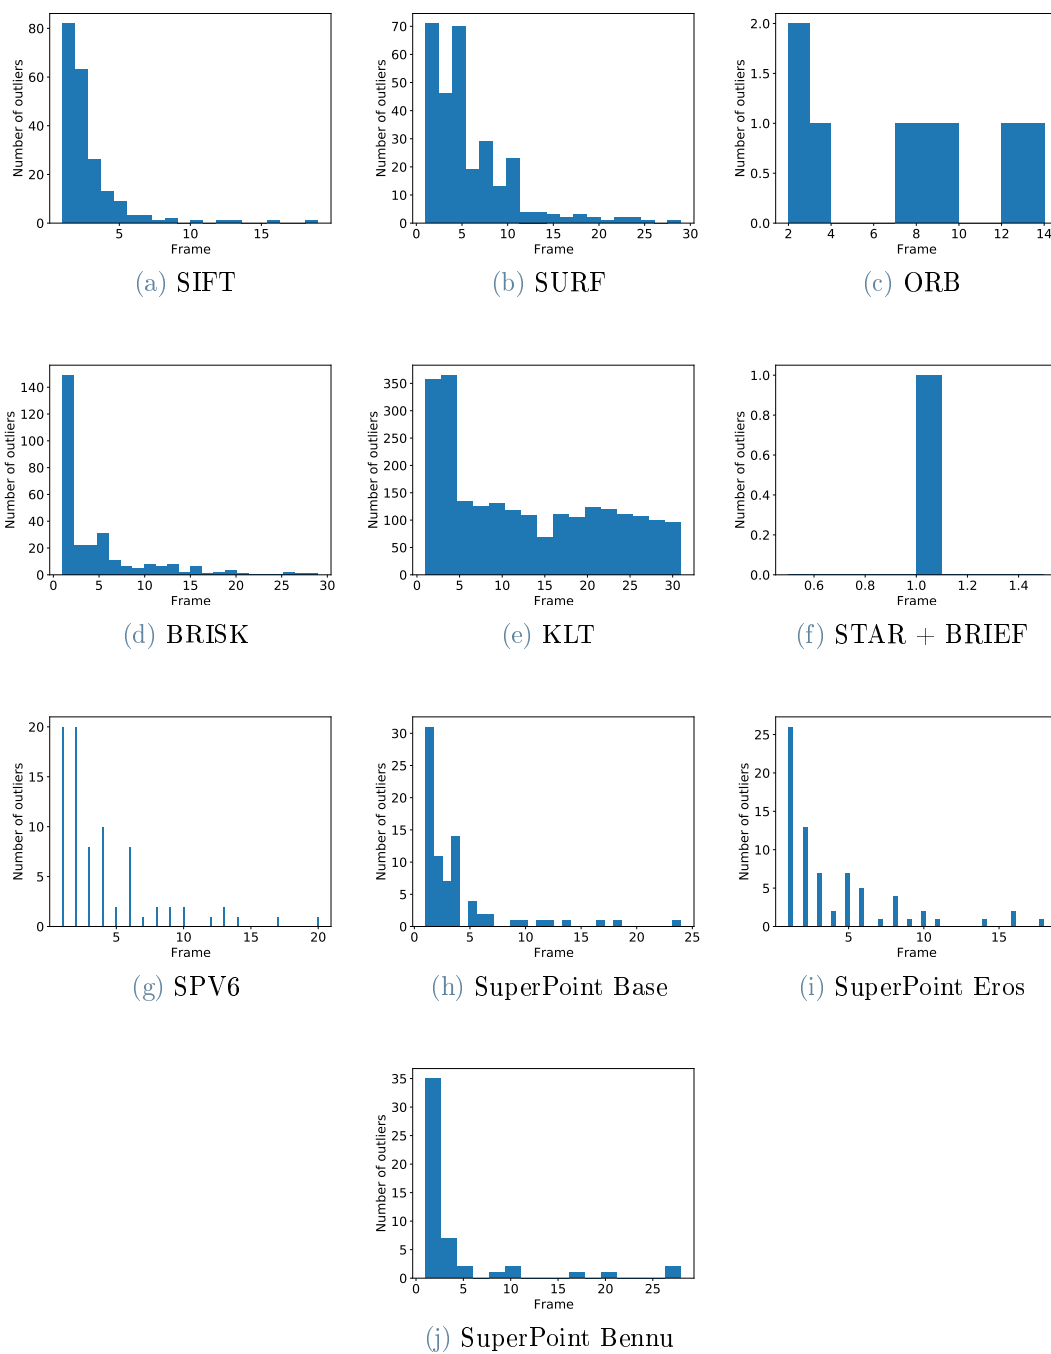 Number of outliers
80
60
40
20
0
5 10 15
Frame
(a) SIFT
Number of outliers
70
60
50
40
30
20
10
0
0 5 10 15 20 25 30
Frame
(b) SURF
Number of outliers
2.0
1.5
1.0
0.5
0.0
2 4 6 8 10 12 14
Frame
(c) ORB
Number of outliers
140
120
100
80
60
40
20
0
0 5 10 15 20 25 30
Frame
(d) BRISK
Number of outliers
350
300
250
200
150
100
50
0
0 5 10 15 20 25 30
Frame
(e) KLT
Number of outliers
1.0
0.8
0.6
0.4
0.2
0.0
0.6 0.8 1.0 1.2 1.4
Frame
(f) STAR + BRIEF
Number of outliers
20
15
10
5
0
5 10 15 20
Frame
(g) SPV6
Number of outliers
30
25
20
15
10
5
0
0 5 10 15 20 25
Frame
(h) SuperPoint Base
Number of outliers
25
20
15
10
5
0
5 10 15
Frame
(i) SuperPoint Eros
Number of outliers
35
30
25
20
15
10
5
0
0 5 10 15 20 25
Frame
(j) SuperPoint Bennu